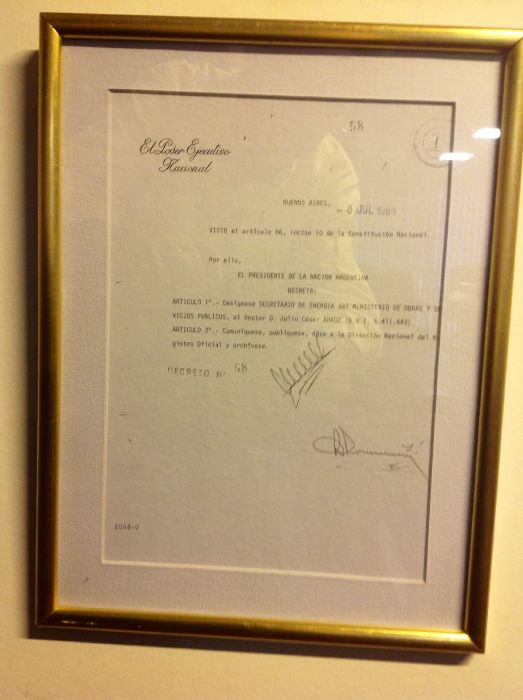 58
1
El Poder Ejecutivo
Nacional
BUENOS AIRES, - 8 JUL 1989
VISTO el artículo 86, inciso 10 de la Constitución Nacional.
Por ello,
EL PRESIDENTE DE LA NACION ARGENTINA
DECRETA:
ARTICULO 1°.- Desígnase SECRETARIO DE ENERGIA del MINISTERIO DE OBRAS Y
VICIOS PUBLICOS, al Doctor D. Julio César ARAOZ (D.N.I.
ARTICULO 2°.- Comuníquese, publíquese, dése a la Dirección Nacional del
gistro Oficial y archívese.
DECRETO N° 58